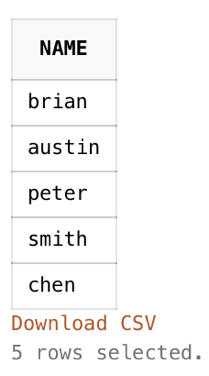 NAME
brian
austin
peter
smith
chen
Download CSV
5 rows selected.